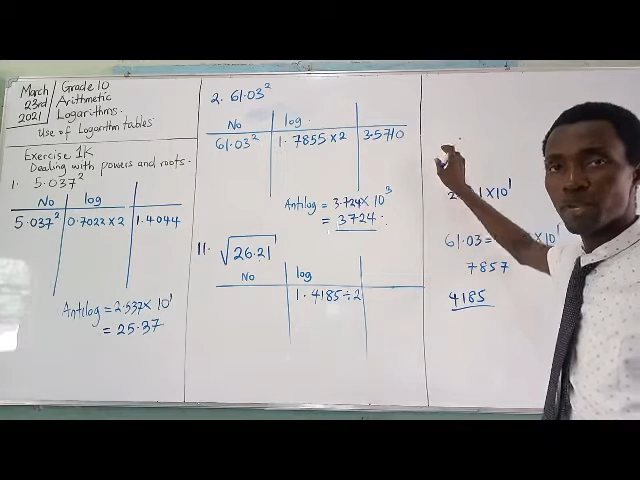 March
23rd
2021
Grade 10
Arithmetic
Logarithms.
Use of Logarithm tables
Exercise 1K
Dealing with powers and roots.
1. 5.037²
No log
5.037² 0.7022 x 2 1.4044
Antilog = 2.537 x 10¹
= 25.37
2. 61.03²
No log.
61.03² 1.7855 x 2 3.5710
Antilog = 3.724 x 10³
= 3724.
11. √26.21
No log
1.4185 ÷ 2
x 10¹
61.03 = x 10¹
7857
4185